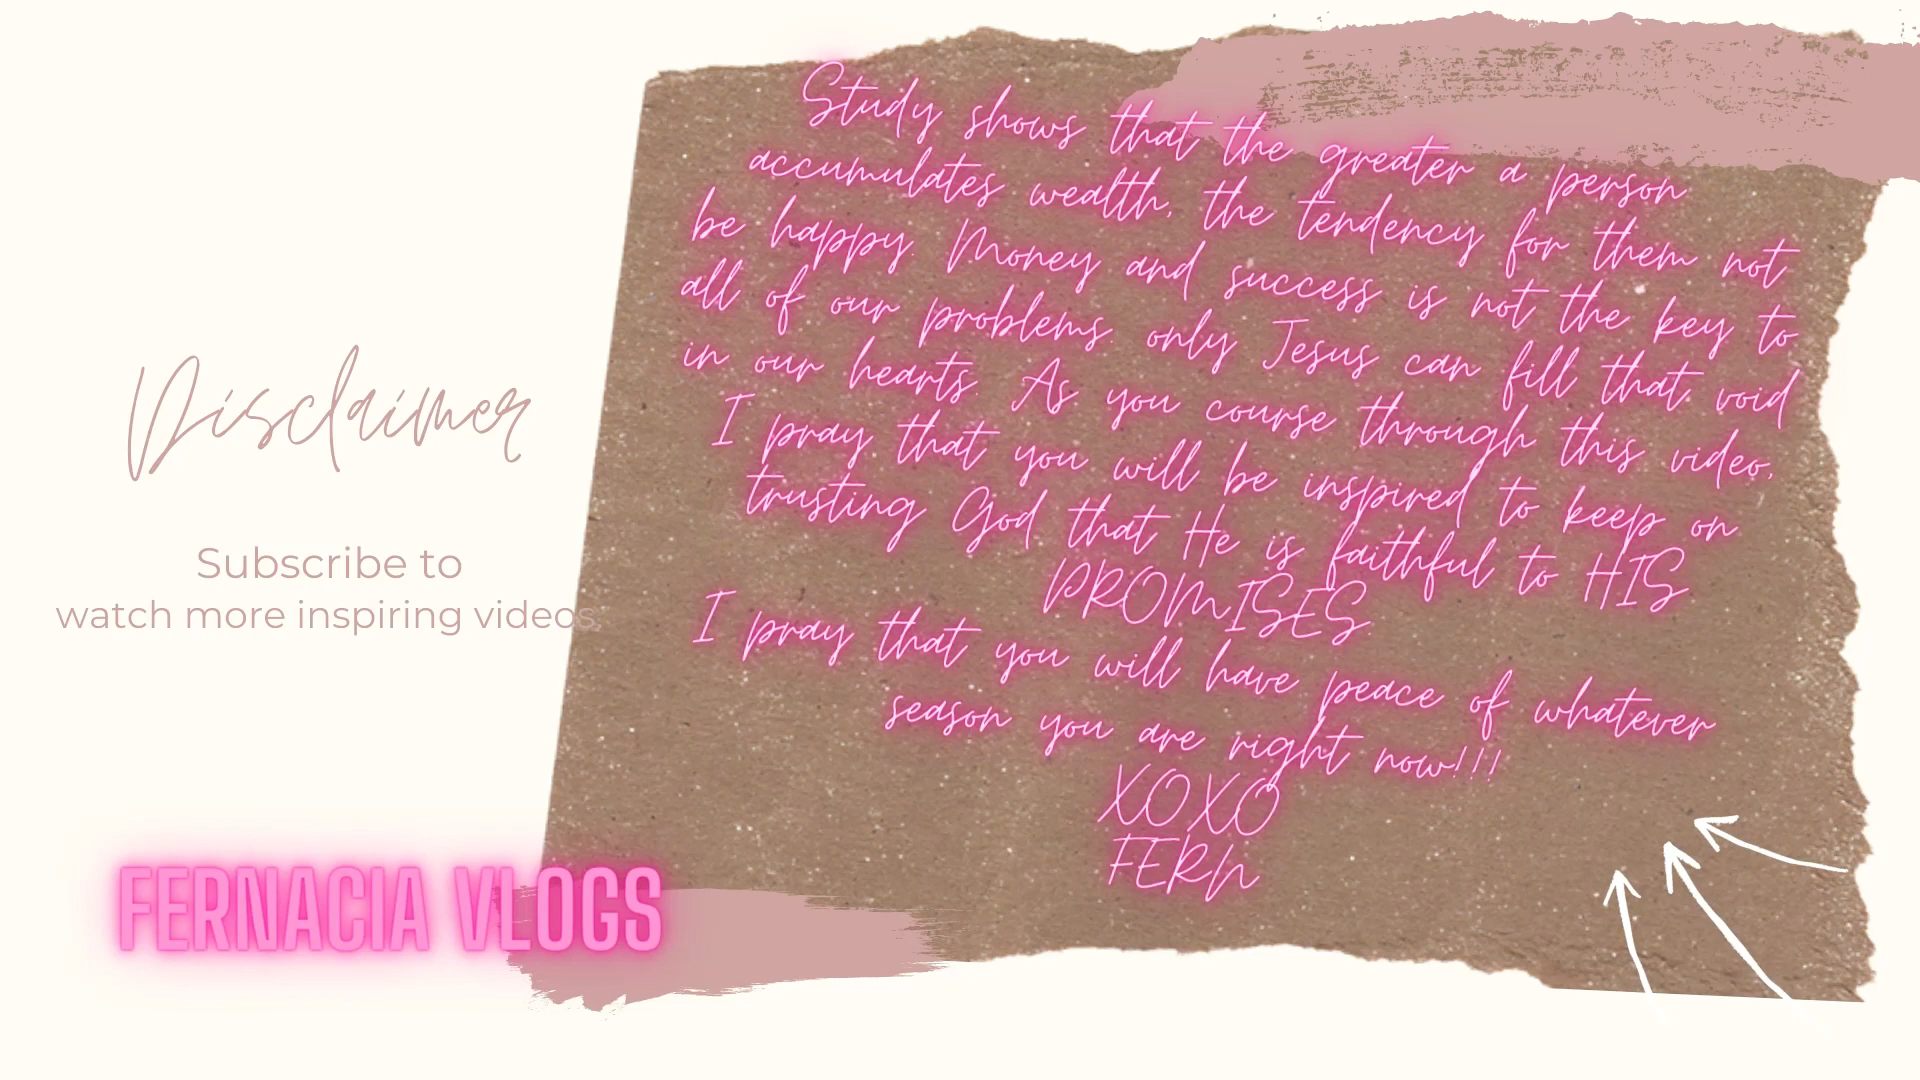 Disclaimer
Subscribe to
watch more inspiring videos.
FERNACIA VLOGS
Study shows that the greater a person
accumulates wealth, the tendency for them not
be happy. Money and success is not the key to
all of our problems. only Jesus can fill that void
in our hearts. As you course through this video,
I pray that you will be inspired to keep on
trusting God that He is faithful to HIS
PROMISES.
I pray that you will have peace of whatever
season you are right now!!!
XOXO
FERN